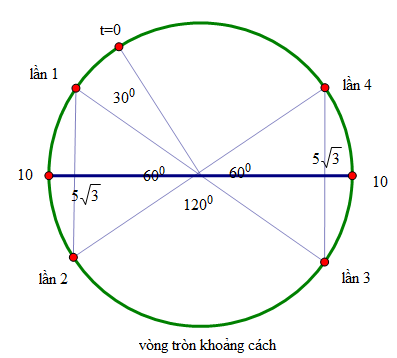 t=0
lần 1
lần 4
30⁰
5√3
10
60⁰
60⁰
10
5√3
120⁰
lần 2
lần 3
vòng tròn khoảng cách